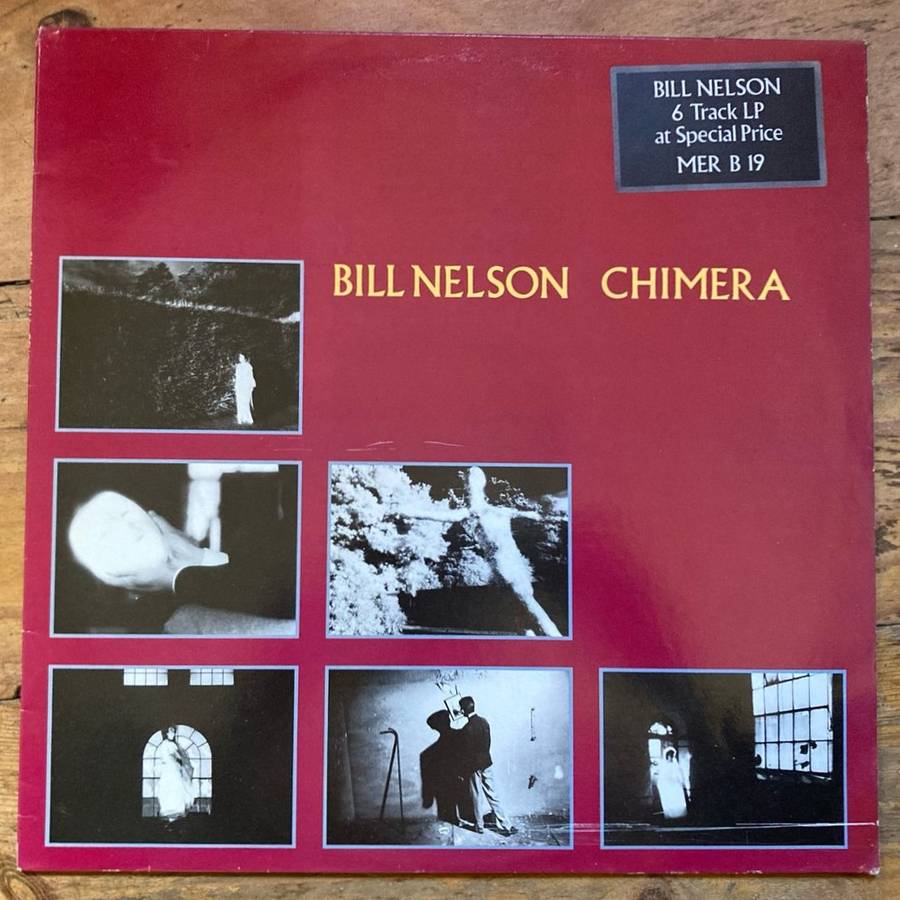 BILL NELSON
6 Track LP
at Special Price
MER B 19
BILL NELSON CHIMERA